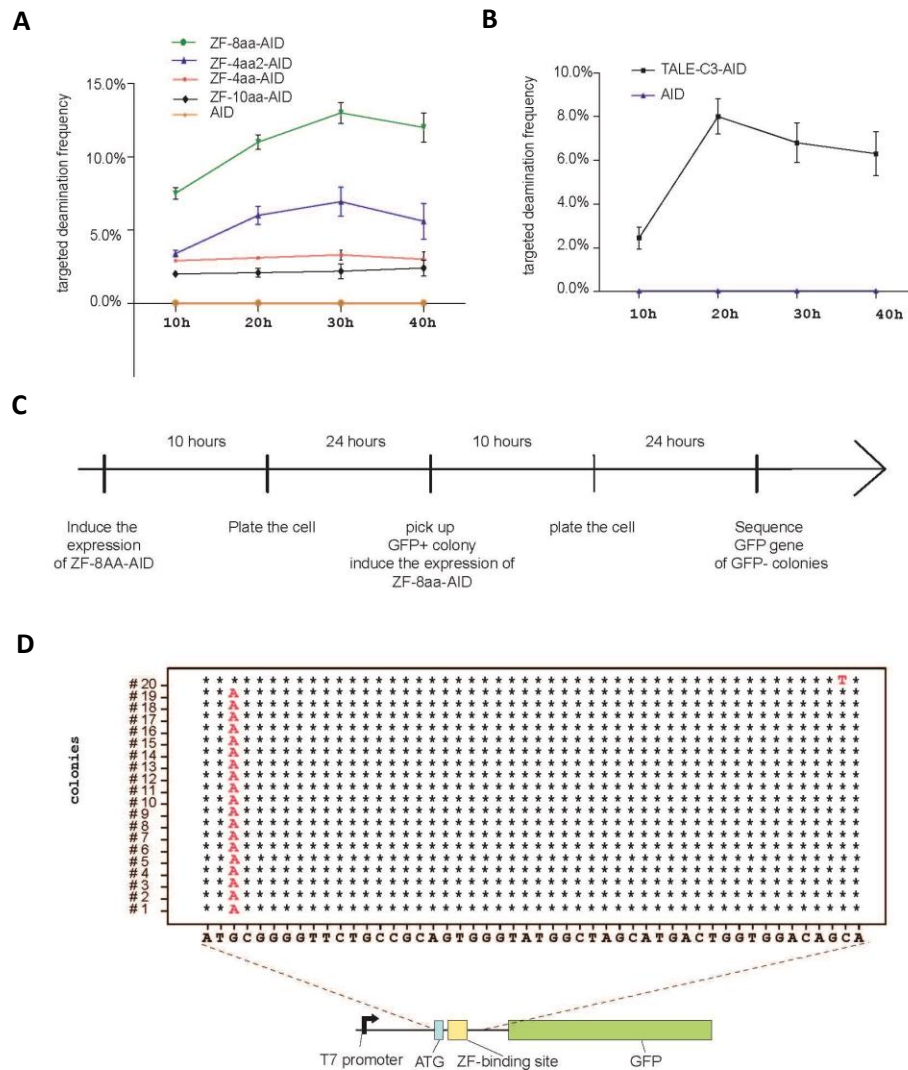 A
ZF-8aa-AID
ZF-4aa2-AID
ZF-4aa-AID
ZF-10aa-AID
AID
targeted deamination frequency
15.0%
10.0%
5.0%
0.0%
10h 20h 30h 40h
B
TALE-C3-AID
AID
targeted deamination frequency
10.0%
8.0%
6.0%
4.0%
2.0%
0.0%
10h 20h 30h 40h
C
10 hours 24 hours 10 hours 24 hours
Induce the
expression
of ZF-8AA-AID
Plate the cell
pick up
GFP+ colony
induce the expression of
ZF-8aa-AID
plate the cell
Sequence
GFP gene
of GFP- colonies
D
colonies
#20 T
#19 A
#18 A
#17 A
#16 A
#15 A
#14 A
#13 A
#12 A
#11 A
#10 A
#9 A
#8 A
#7 A
#6 A
#5 A
#4 A
#3 A
#2 A
#1 A
A T G C G G G G T T C T G C C G C A G T G G G T A T G G C T A G C A T G A C T G G T G G A C A G C A
T7 promoter ATG ZF-binding site GFP